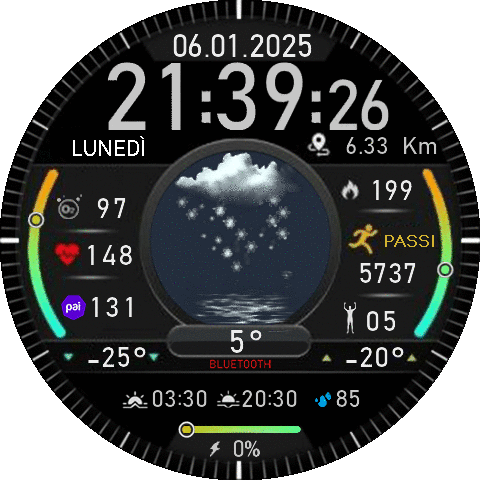 06.01.2025
21:39:26
LUNEDÌ
6.33 Km
O₂ 97
199
PASSI
148
5737
pai 131
05
5°
-25°
-20°
BLUETOOTH
03:30
20:30
85
0%